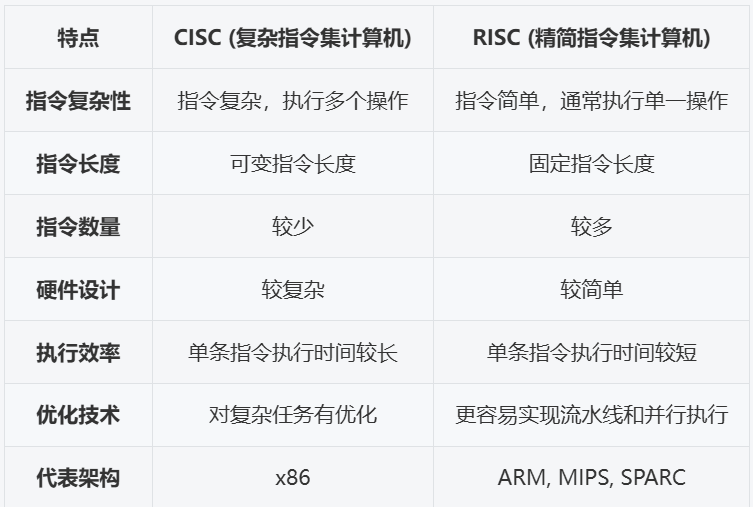 特点 CISC (复杂指令集计算机) RISC (精简指令集计算机)
指令复杂性 指令复杂，执行多个操作 指令简单，通常执行单一操作
指令长度 可变指令长度 固定指令长度
指令数量 较少 较多
硬件设计 较复杂 较简单
执行效率 单条指令执行时间较长 单条指令执行时间较短
优化技术 对复杂任务有优化 更容易实现流水线和并行执行
代表架构 x86 ARM, MIPS, SPARC